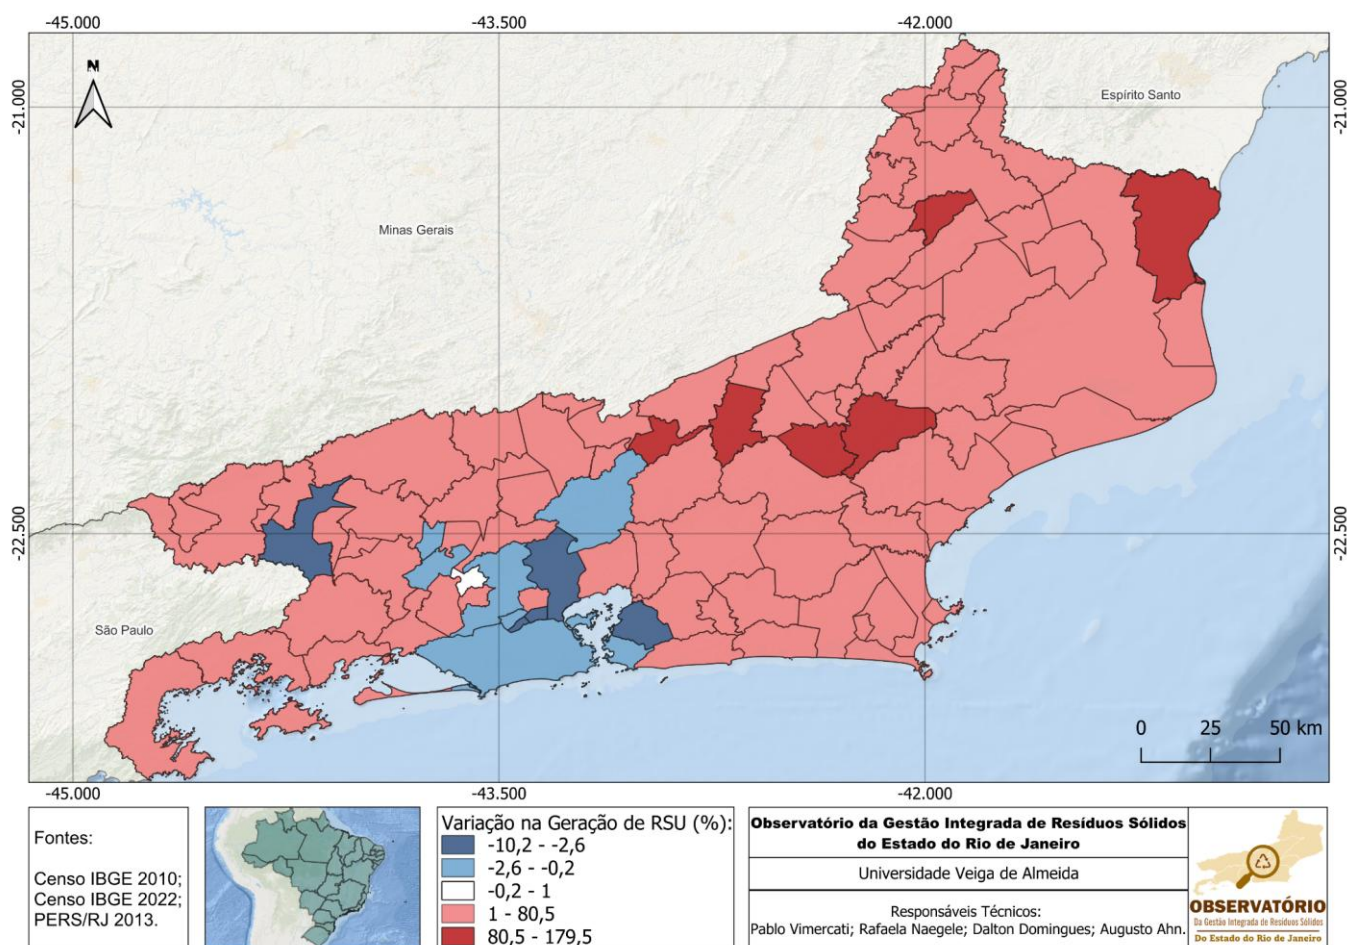 -45.000
-43.500
-42.000
N
-21.000
Espírito Santo
-21.000
Minas Gerais
-22.500
-22.500
São Paulo
0 25 50 km
-45.000
-43.500
-42.000
Fontes:
Censo IBGE 2010;
Censo IBGE 2022;
PERS/RJ 2013.
Variação na Geração de RSU (%):
-10,2 - -2,6
-2,6 - -0,2
-0,2 - 1
1 - 80,5
80,5 - 179,5
Observatório da Gestão Integrada de Resíduos Sólidos
do Estado do Rio de Janeiro
Universidade Veiga de Almeida
Responsáveis Técnicos:
Pablo Vimercati; Rafaela Naegele; Dalton Domingues; Augusto Ahn.
OBSERVATÓRIO
Da Gestão Integrada de Resíduos Sólidos
Do Estado do Rio de Janeiro